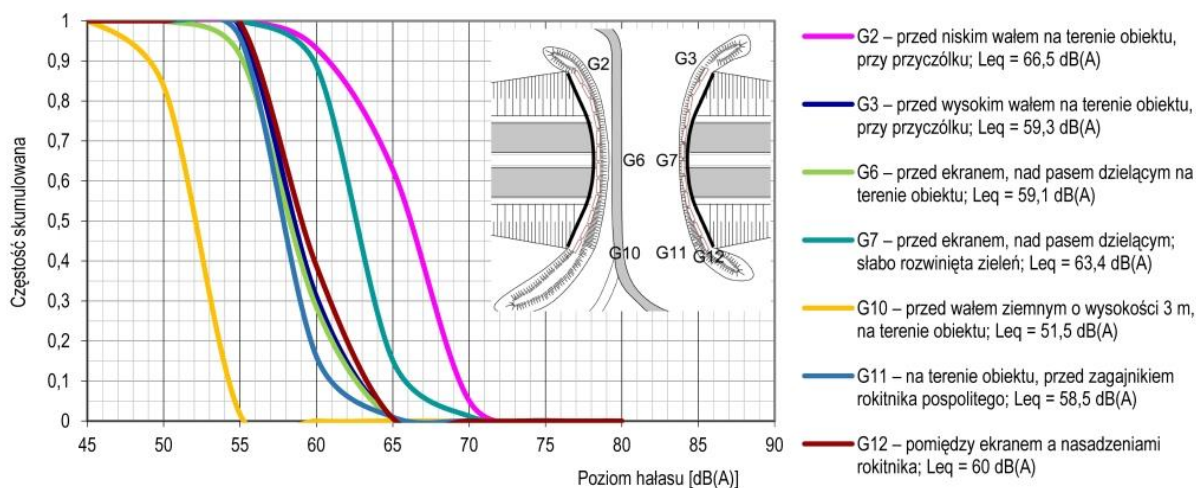 Częstość skumulowana
1
0,9
0,8
0,7
0,6
0,5
0,4
0,3
0,2
0,1
0
45 50 55 60 65 70 75 80 85 90
Poziom hałasu [dB(A)]
G2 G3
G6 G7
G10 G11 G12
G2 – przed niskim wałem na terenie obiektu,
przy przyczółku; Leq = 66,5 dB(A)
G3 – przed wysokim wałem na terenie obiektu,
przy przyczółku; Leq = 59,3 dB(A)
G6 – przed ekranem, nad pasem dzielącym na
terenie obiektu; Leq = 59,1 dB(A)
G7 – przed ekranem, nad pasem dzielącym;
słabo rozwinięta zieleń; Leq = 63,4 dB(A)
G10 – przed wałem ziemnym o wysokości 3 m,
na terenie obiektu; Leq = 51,5 dB(A)
G11 – na terenie obiektu, przed zagajnikiem
rokitnika pospolitego; Leq = 58,5 dB(A)
G12 – pomiędzy ekranem a nasadzeniami
rokitnika; Leq = 60 dB(A)